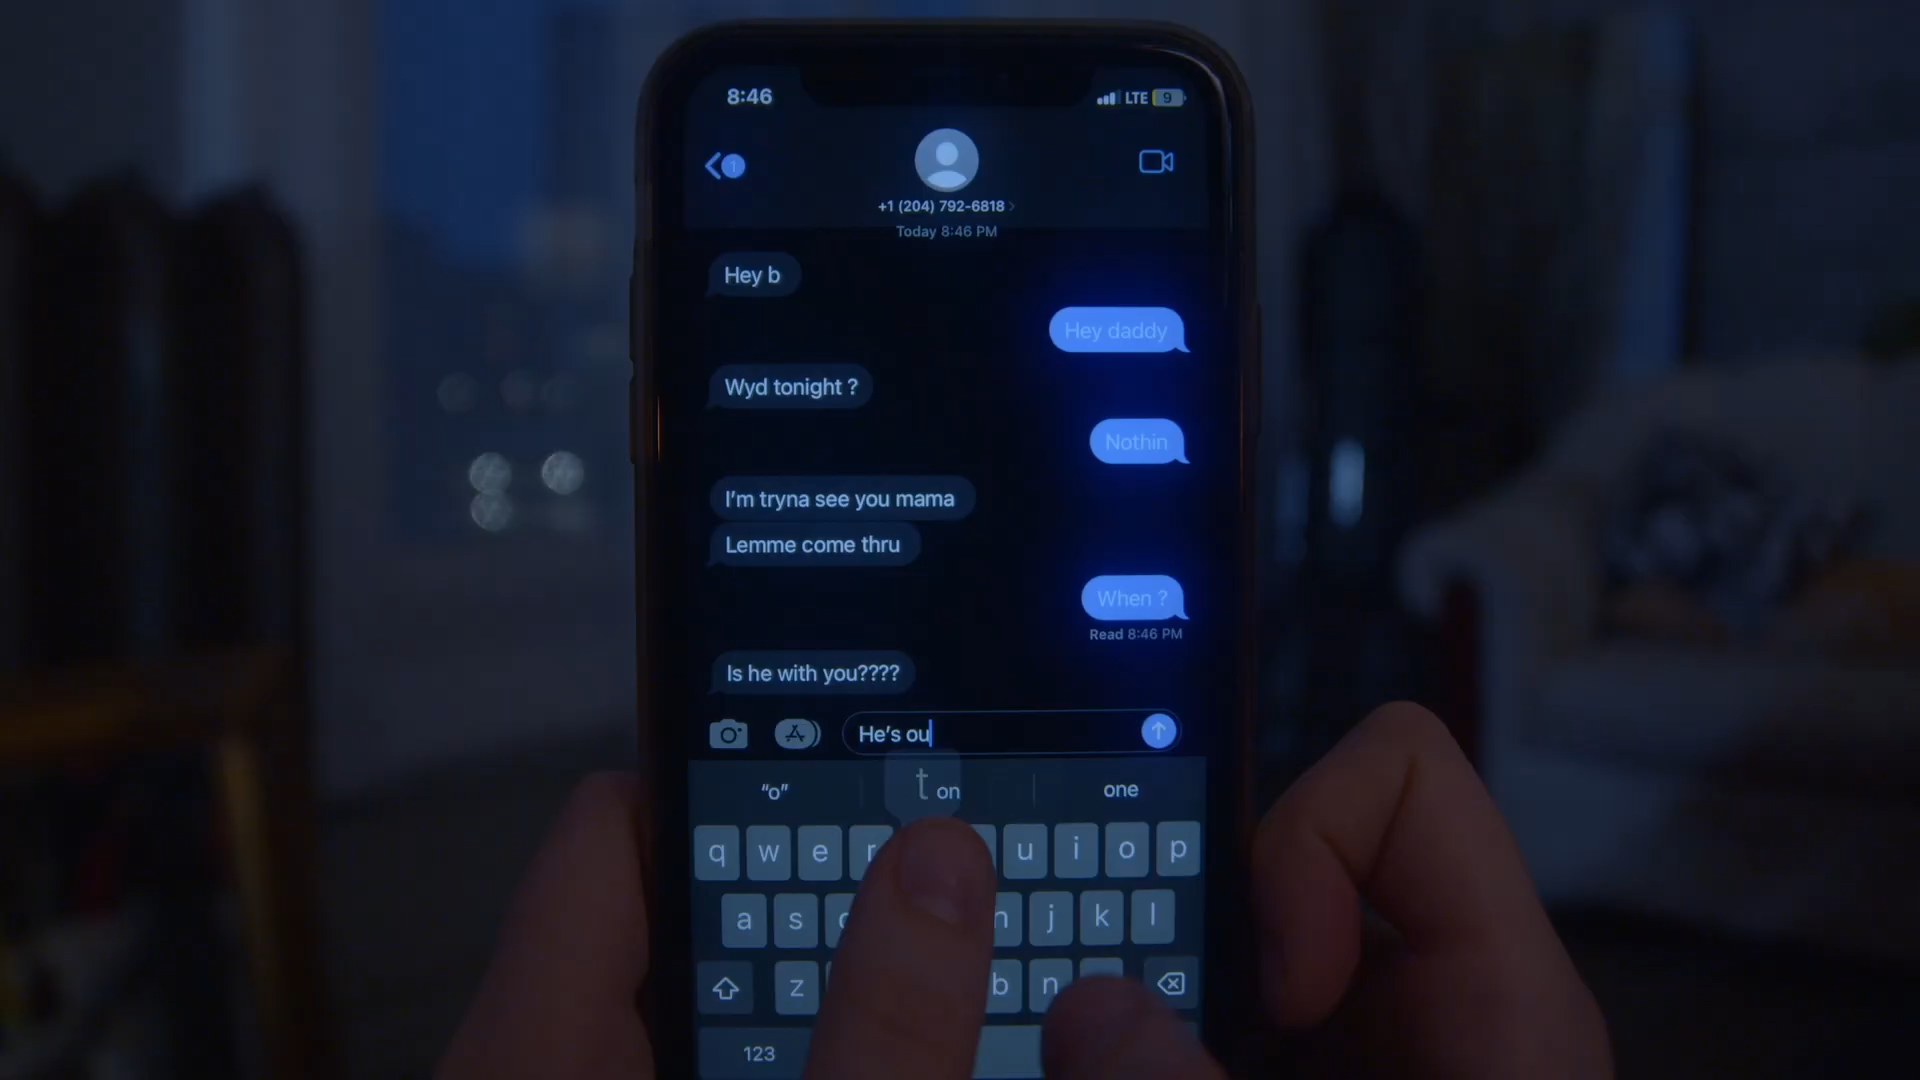 8:46
LTE 9
1
+1 (204) 792-6818
Today 8:46 PM
Hey b
Hey daddy
Wyd tonight ?
Nothin
I'm tryna see you mama
Lemme come thru
When ?
Read 8:46 PM
Is he with you????
He's ou
“o”
t on
one
q w e r u i o p
a s j k l
z b n
123